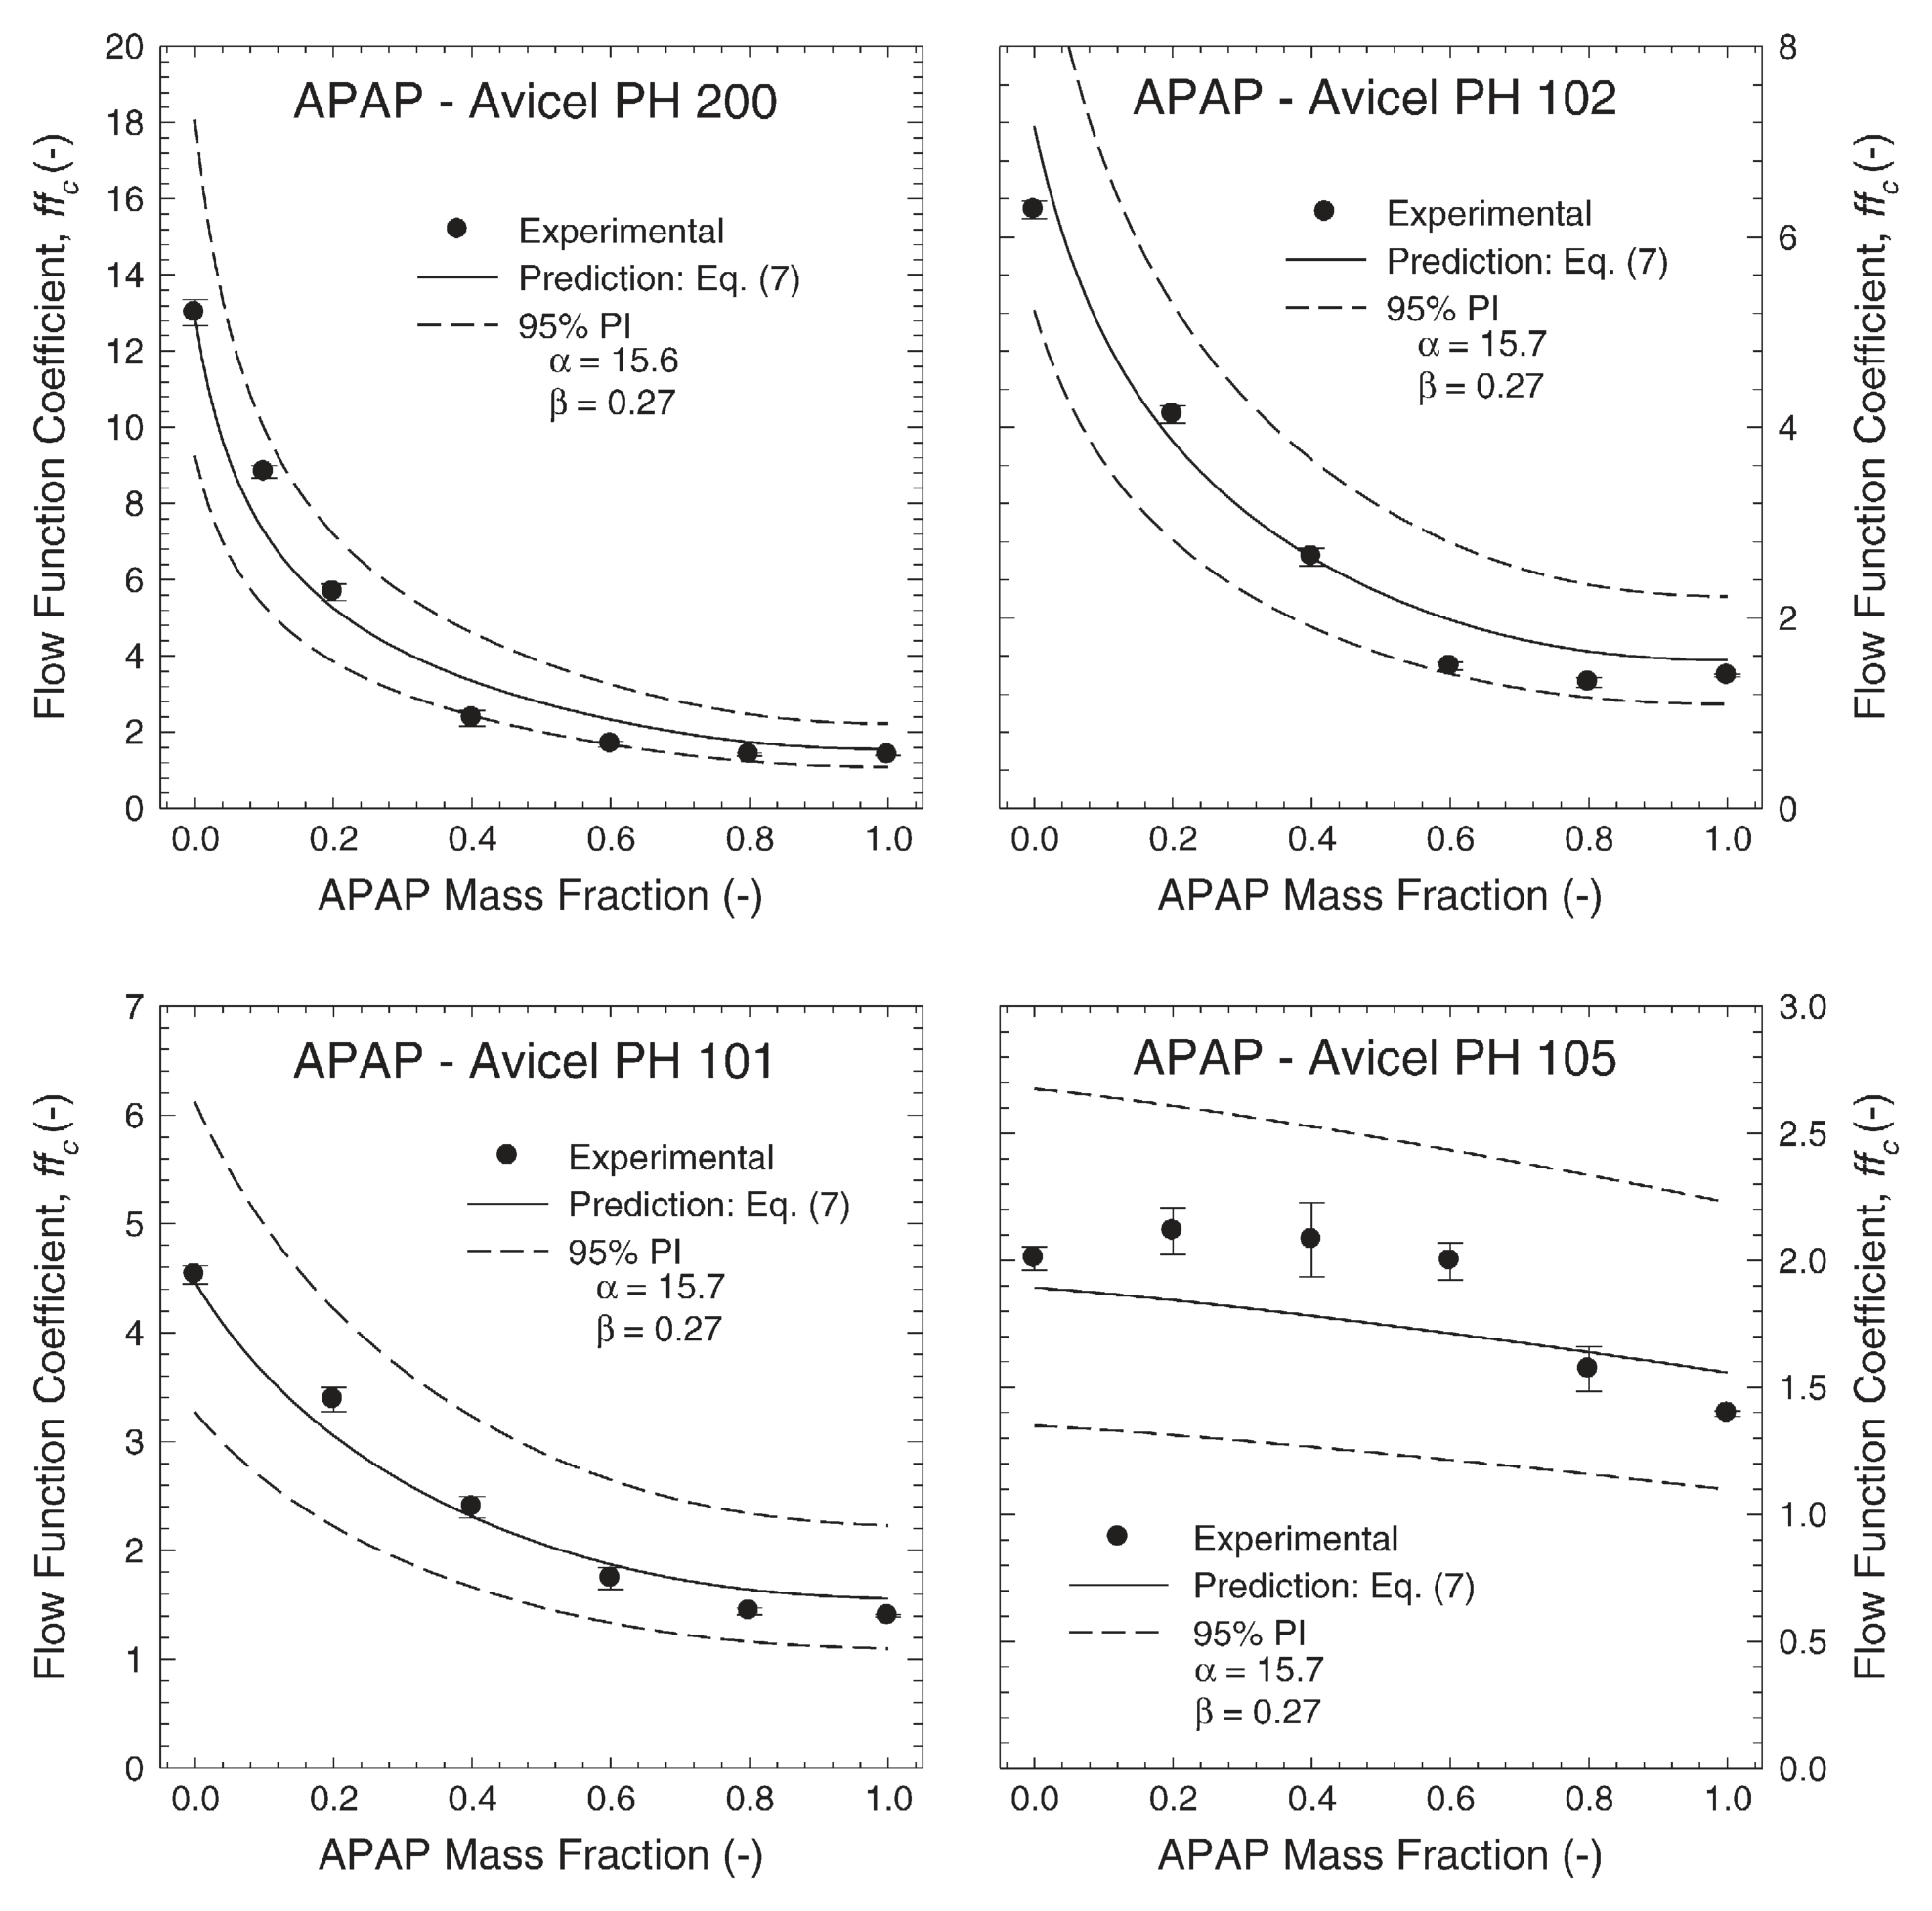 APAP - Avicel PH 200
Flow Function Coefficient, ff_c (-)
20
18
16
14
12
10
8
6
4
2
0
Experimental
Prediction: Eq. (7)
95% PI
α = 15.6
β = 0.27
0.0 0.2 0.4 0.6 0.8 1.0
APAP Mass Fraction (-)
APAP - Avicel PH 102
Experimental
Prediction: Eq. (7)
95% PI
α = 15.7
β = 0.27
8
6
4
2
0
Flow Function Coefficient, ff_c (-)
0.0 0.2 0.4 0.6 0.8 1.0
APAP Mass Fraction (-)
APAP - Avicel PH 101
Flow Function Coefficient, ff_c (-)
7
6
5
4
3
2
1
0
Experimental
Prediction: Eq. (7)
95% PI
α = 15.7
β = 0.27
0.0 0.2 0.4 0.6 0.8 1.0
APAP Mass Fraction (-)
APAP - Avicel PH 105
3.0
2.5
2.0
1.5
1.0
0.5
0.0
Flow Function Coefficient, ff_c (-)
Experimental
Prediction: Eq. (7)
95% PI
α = 15.7
β = 0.27
0.0 0.2 0.4 0.6 0.8 1.0
APAP Mass Fraction (-)